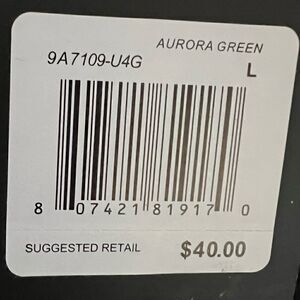 AURORA GREEN
9A7109-U4G
L
8 07421 81917 0
SUGGESTED RETAIL $40.00